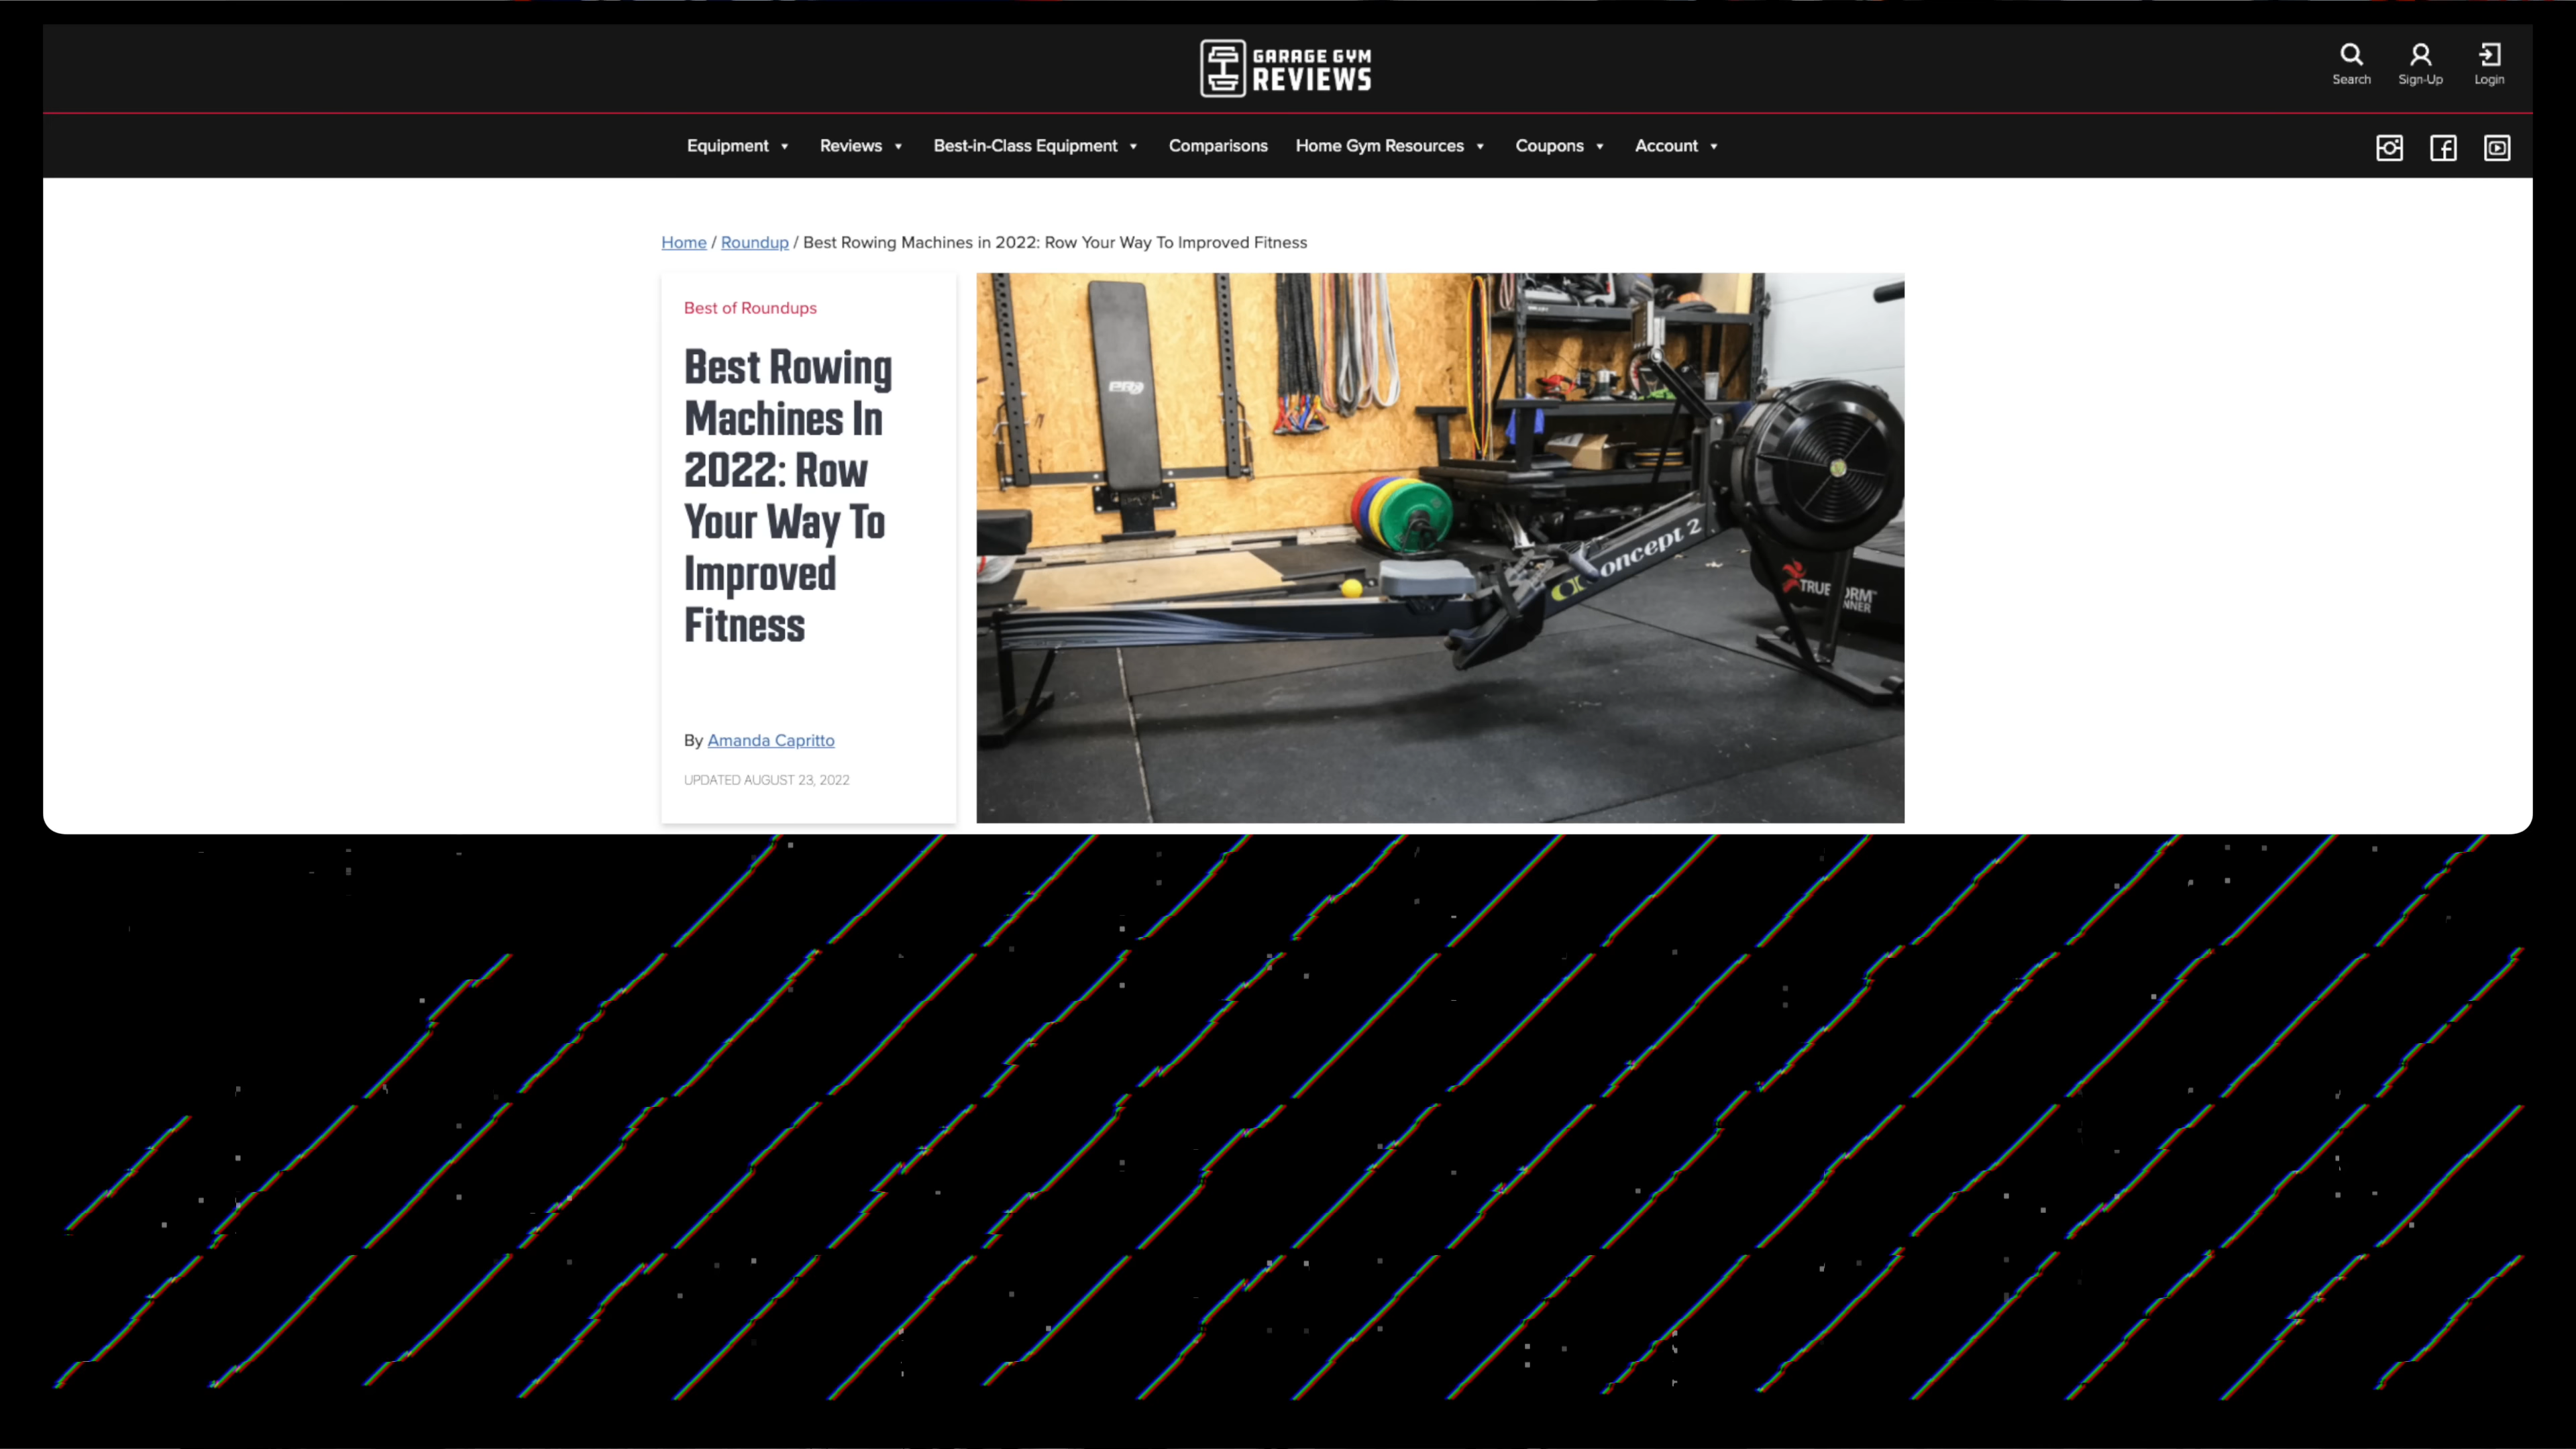 GARAGE GYM
REVIEWS
Search
Sign-Up
Login
Equipment
Reviews
Best-in-Class Equipment
Comparisons
Home Gym Resources
Coupons
Account
Home / Roundup / Best Rowing Machines in 2022: Row Your Way To Improved Fitness
Best of Roundups
Best Rowing
Machines In
2022: Row
Your Way To
Improved
Fitness
By Amanda Capritto
UPDATED AUGUST 23, 2022
PRx
Concept 2